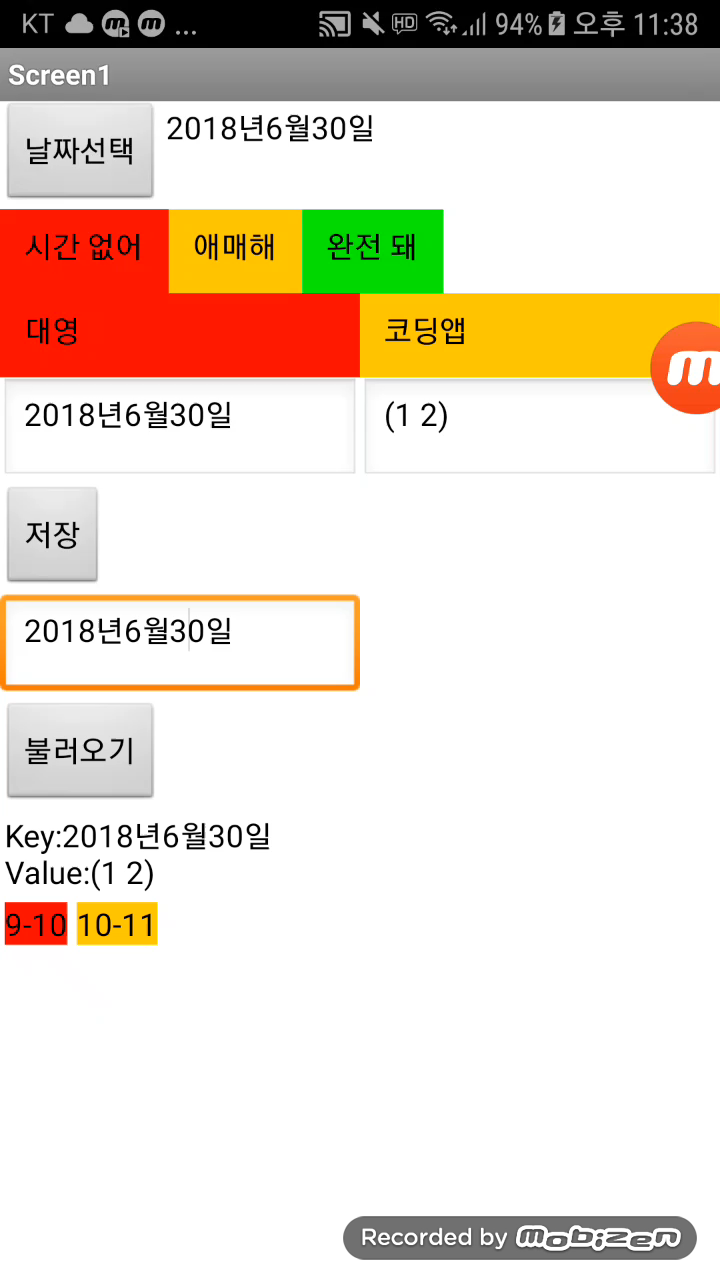 KT ... HD 94% 오후 11:38
Screen1
날짜선택 2018년6월30일
시간 없어 애매해 완전 돼
대영 코딩앱
2018년6월30일 (1 2)
저장
2018년6월30일
불러오기
Key:2018년6월30일
Value:(1 2)
9-10 10-11
Recorded by mobizen